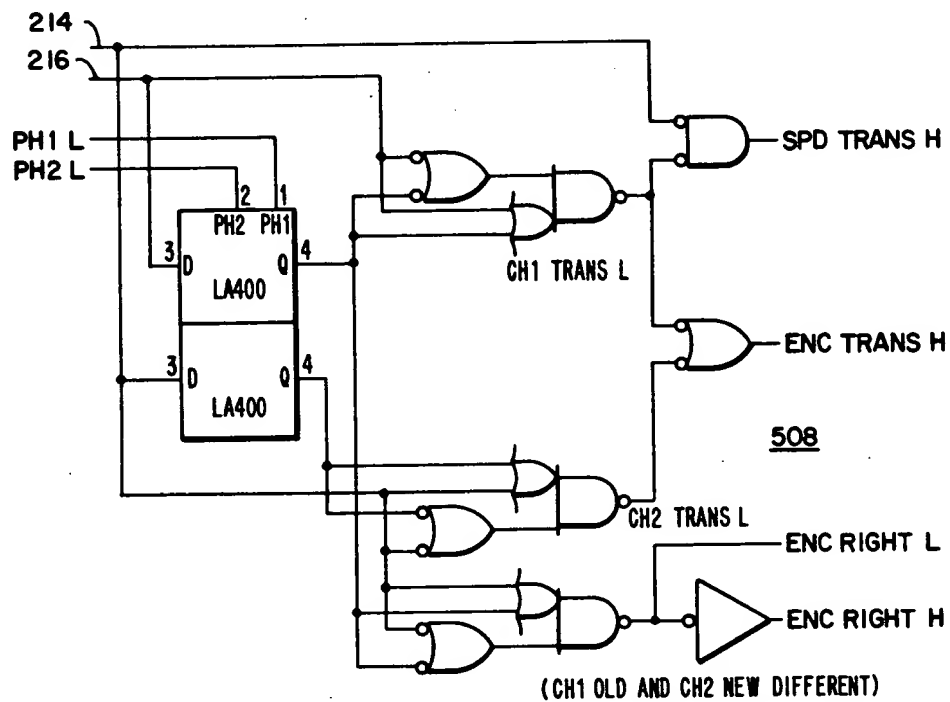 214
216
PH1 L
PH2 L
2 1
PH2 PH1
3 D Q 4
LA400
3 D Q 4
LA400
CH1 TRANS L
SPD TRANS H
ENC TRANS H
508
CH2 TRANS L
ENC RIGHT L
ENC RIGHT H
(CH1 OLD AND CH2 NEW DIFFERENT)